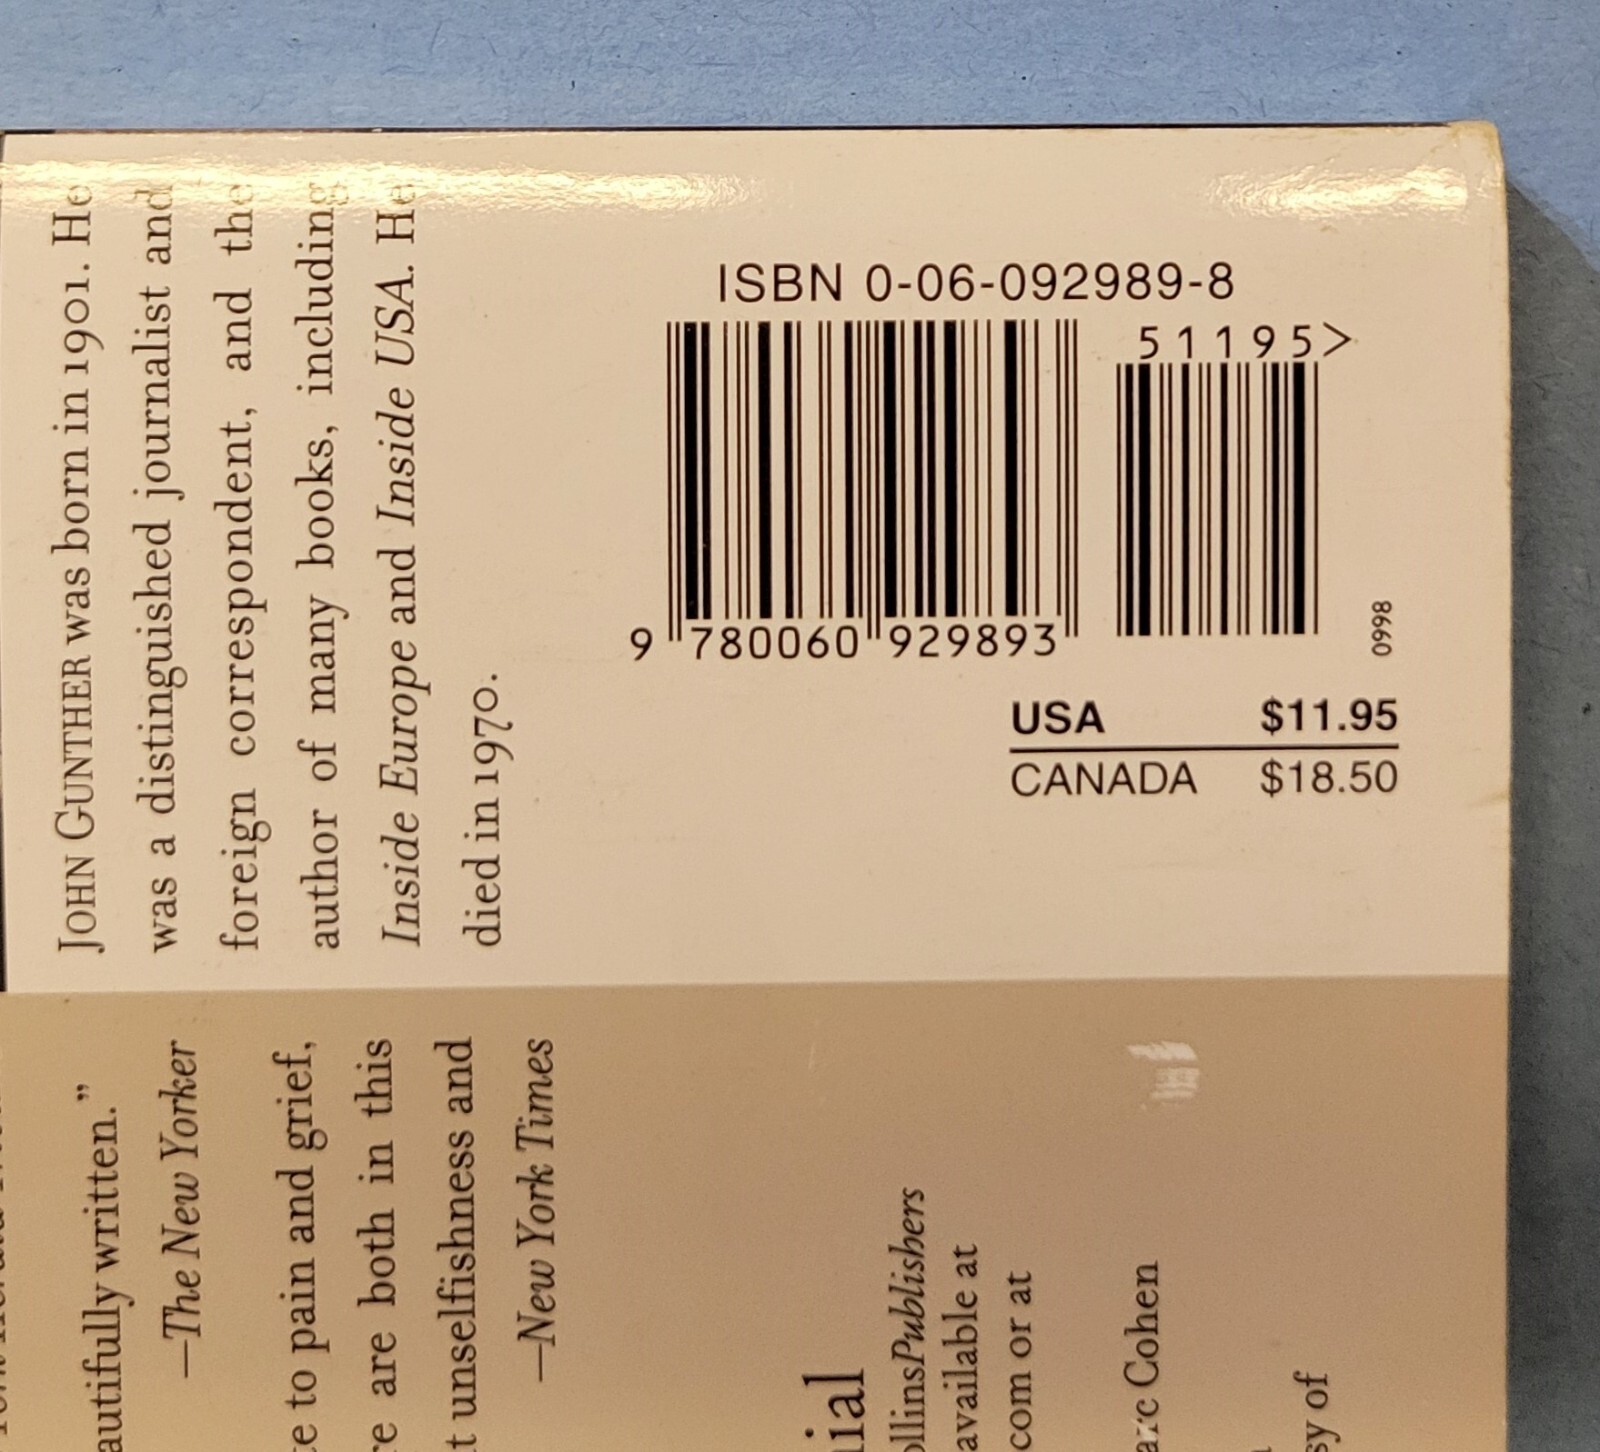 JOHN GUNTHER was born in 1901. He
was a distinguished journalist and
foreign correspondent, and the
author of many books, including
Inside Europe and Inside USA. He
died in 1970.
ISBN 0-06-092989-8
51195>
9 780060 929893
0998
USA $11.95
CANADA $18.50
autifully written.”
—The New Yorker
e to pain and grief,
re are both in this
t unselfishness and
—New York Times
nial
ollinsPublishers
available at
com or at
arc Cohen
sy of